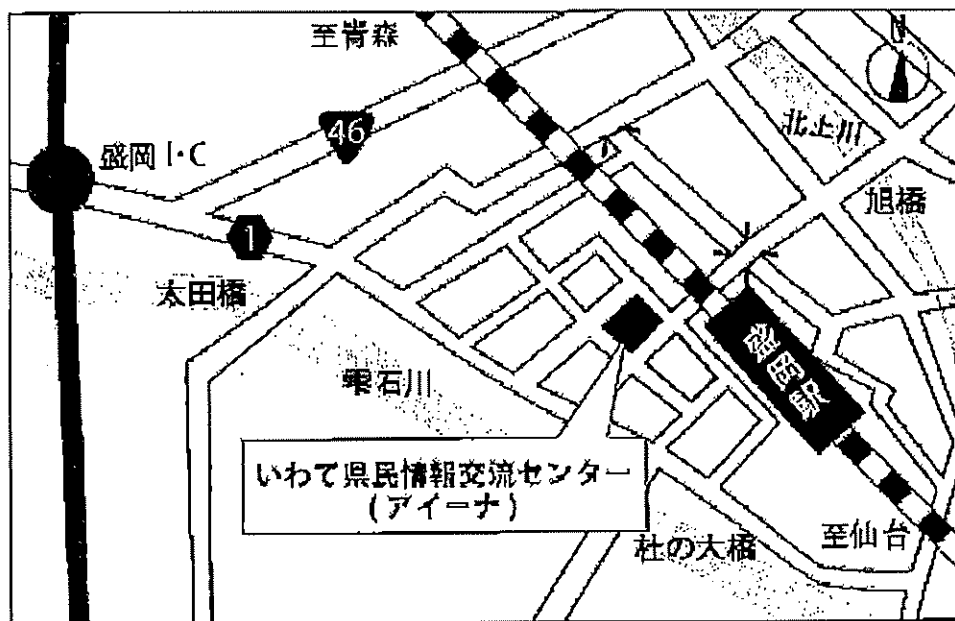 至青森
N
46
北上川
盛岡I・C
旭橋
1
太田橋
盛岡駅
雫石川
いわて県民情報交流センター
(アイーナ)
杜の大橋
至仙台